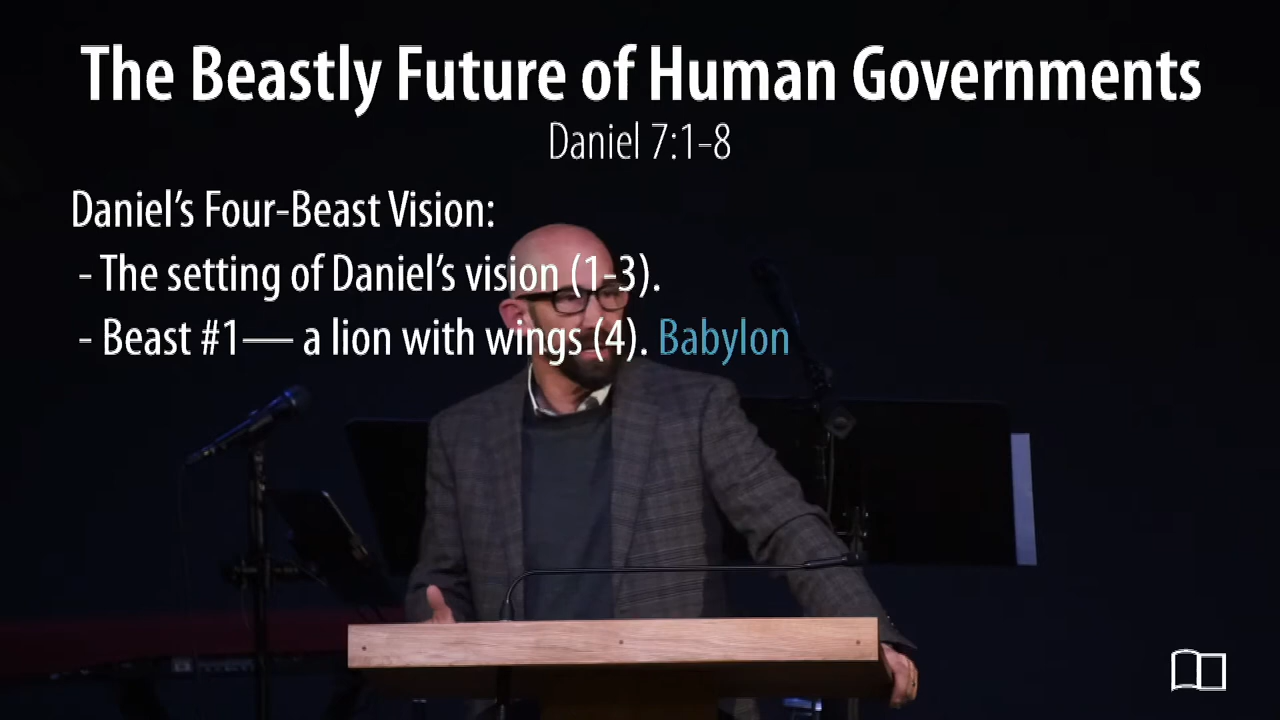 The Beastly Future of Human Governments
Daniel 7:1-8
Daniel’s Four-Beast Vision:
- The setting of Daniel’s vision (1-3).
- Beast #1— a lion with wings (4). Babylon